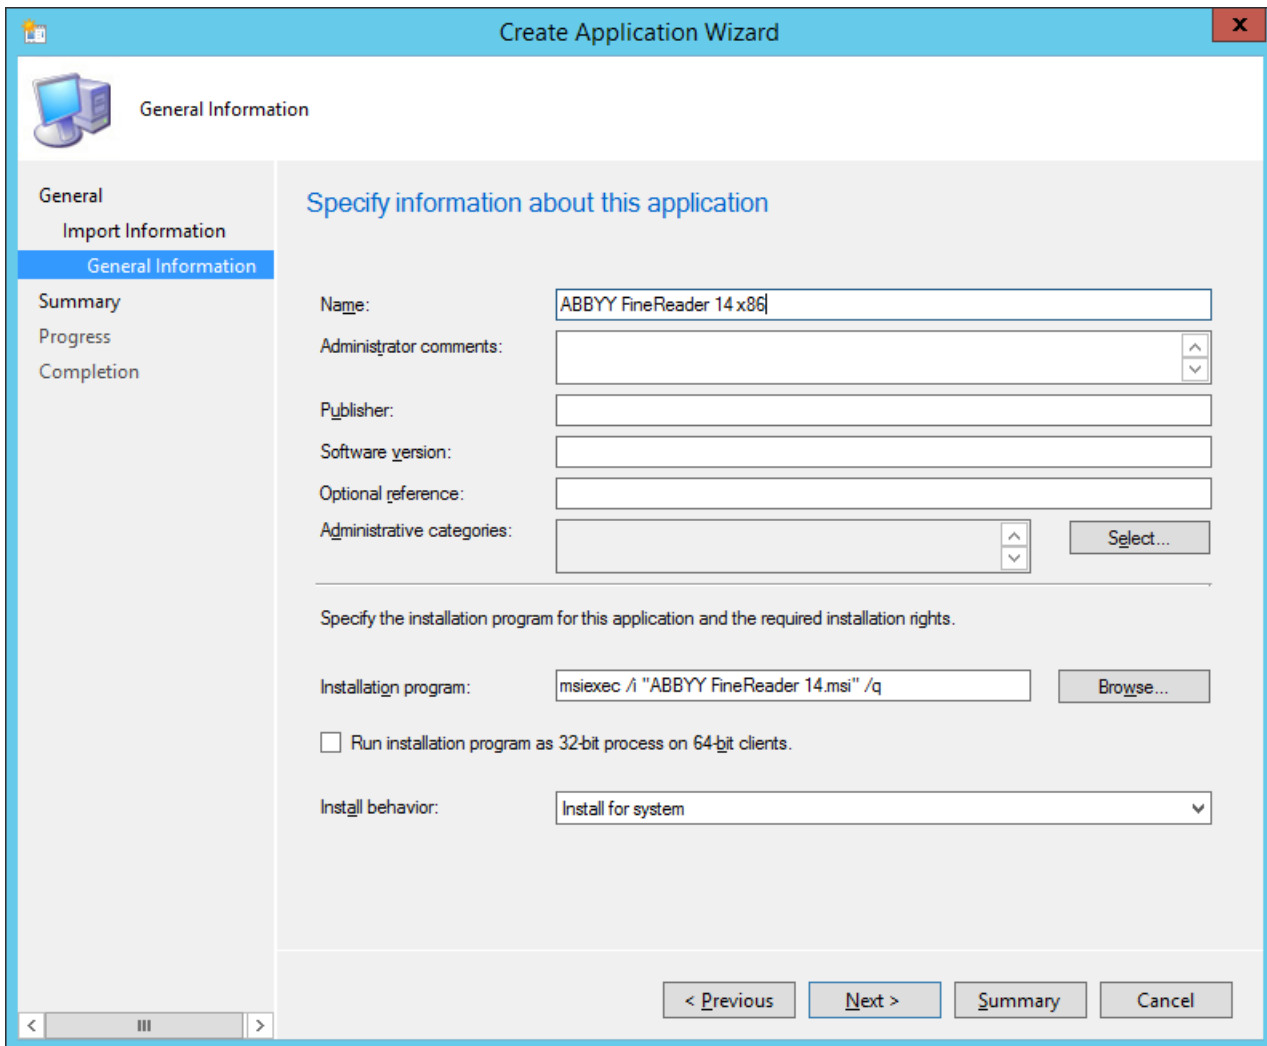 Create Application Wizard
x
General Information
General
Import Information
General Information
Summary
Progress
Completion
Specify information about this application
Name:
ABBYY FineReader 14 x86
Administrator comments:
Publisher:
Software version:
Optional reference:
Administrative categories:
Select...
Specify the installation program for this application and the required installation rights.
Installation program:
msiexec /i "ABBYY FineReader 14.msi" /q
Browse...
Run installation program as 32-bit process on 64-bit clients.
Install behavior:
Install for system
< Previous
Next >
Summary
Cancel